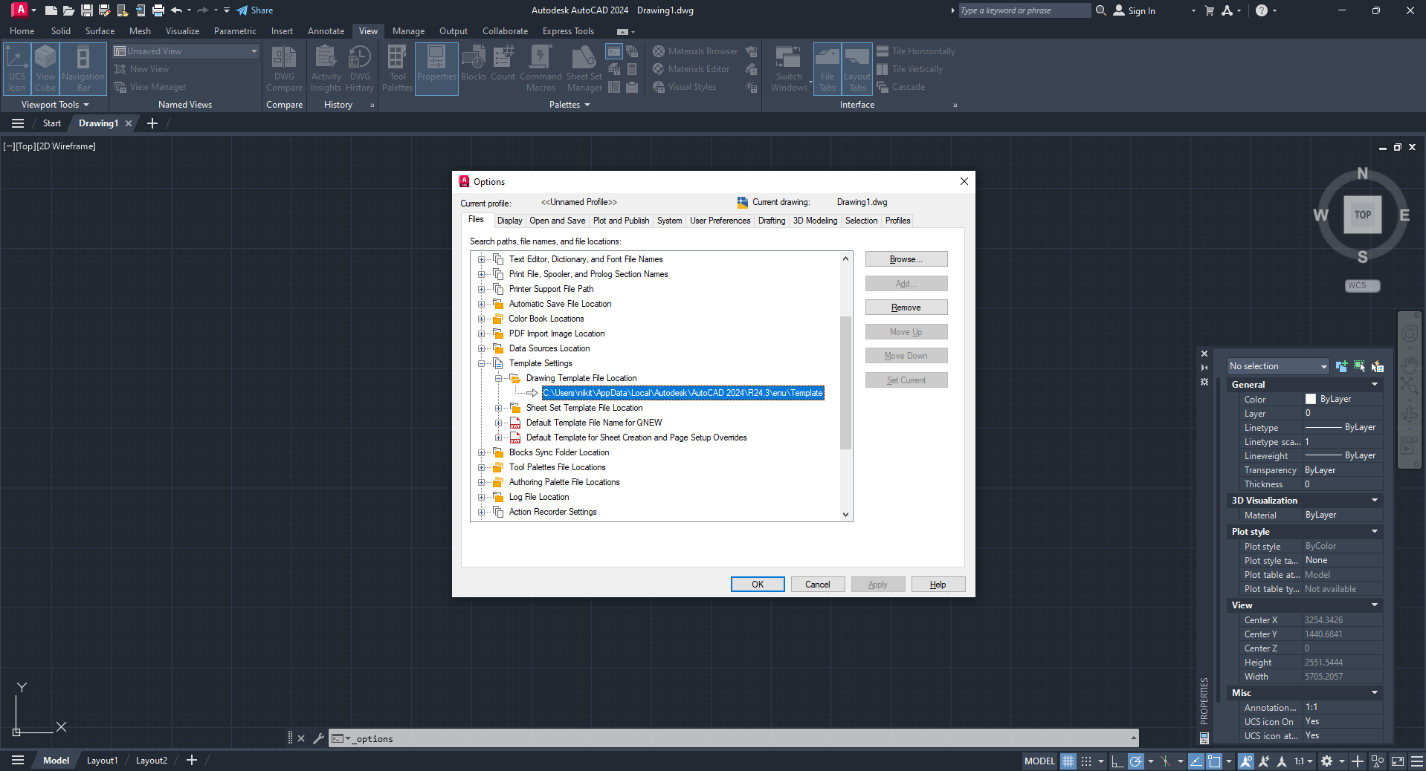 Share
Autodesk AutoCAD 2024 Drawing1.dwg
Type a keyword or phrase
Sign In
Home Solid Surface Mesh Visualize Parametric Insert Annotate View Manage Output Collaborate Express Tools
UCS Icon
View Cube
Navigation Bar
Viewport Tools
Unsaved View
New View
View Manager
Named Views
DWG Compare
Compare
Activity Insights
DWG History
History
Tool Palettes
Properties
Blocks
Count
Command Macros
Sheet Set Manager
Palettes
Materials Browser
Materials Editor
Visual Styles
Switch Windows
File Tabs
Layout Tabs
Tile Horizontally
Tile Vertically
Cascade
Interface
Start
Drawing1
[−][Top][2D Wireframe]
N
W
TOP
E
S
WCS
Options
Current profile: <<Unnamed Profile>> Current drawing: Drawing1.dwg
Files Display Open and Save Plot and Publish System User Preferences Drafting 3D Modeling Selection Profiles
Search paths, file names, and file locations:
Text Editor, Dictionary, and Font File Names
Print File, Spooler, and Prolog Section Names
Printer Support File Path
Automatic Save File Location
Color Book Locations
PDF Import Image Location
Data Sources Location
Template Settings
Drawing Template File Location
C:\Users\rikit\AppData\Local\Autodesk\AutoCAD 2024\R24.3\enu\Template
Sheet Set Template File Location
Default Template File Name for QNEW
Default Template for Sheet Creation and Page Setup Overrides
Blocks Sync Folder Location
Tool Palettes File Locations
Authoring Palette File Locations
Log File Location
Action Recorder Settings
Browse...
Add...
Remove
Move Up
Move Down
Set Current
OK
Cancel
Apply
Help
No selection
General
Color ByLayer
Layer 0
Linetype ByLayer
Linetype sca... 1
Lineweight ByLayer
Transparency ByLayer
Thickness 0
3D Visualization
Material ByLayer
Plot style
Plot style ByColor
Plot style ta... None
Plot table at... Model
Plot table ty... Not available
View
Center X 3254.3426
Center Y 1440.6841
Center Z 0
Height 2551.5444
Width 5705.2057
Misc
Annotation... 1:1
UCS icon On Yes
UCS icon at... Yes
PROPERTIES
Y
X
_options
Model Layout1 Layout2
MODEL
1:1